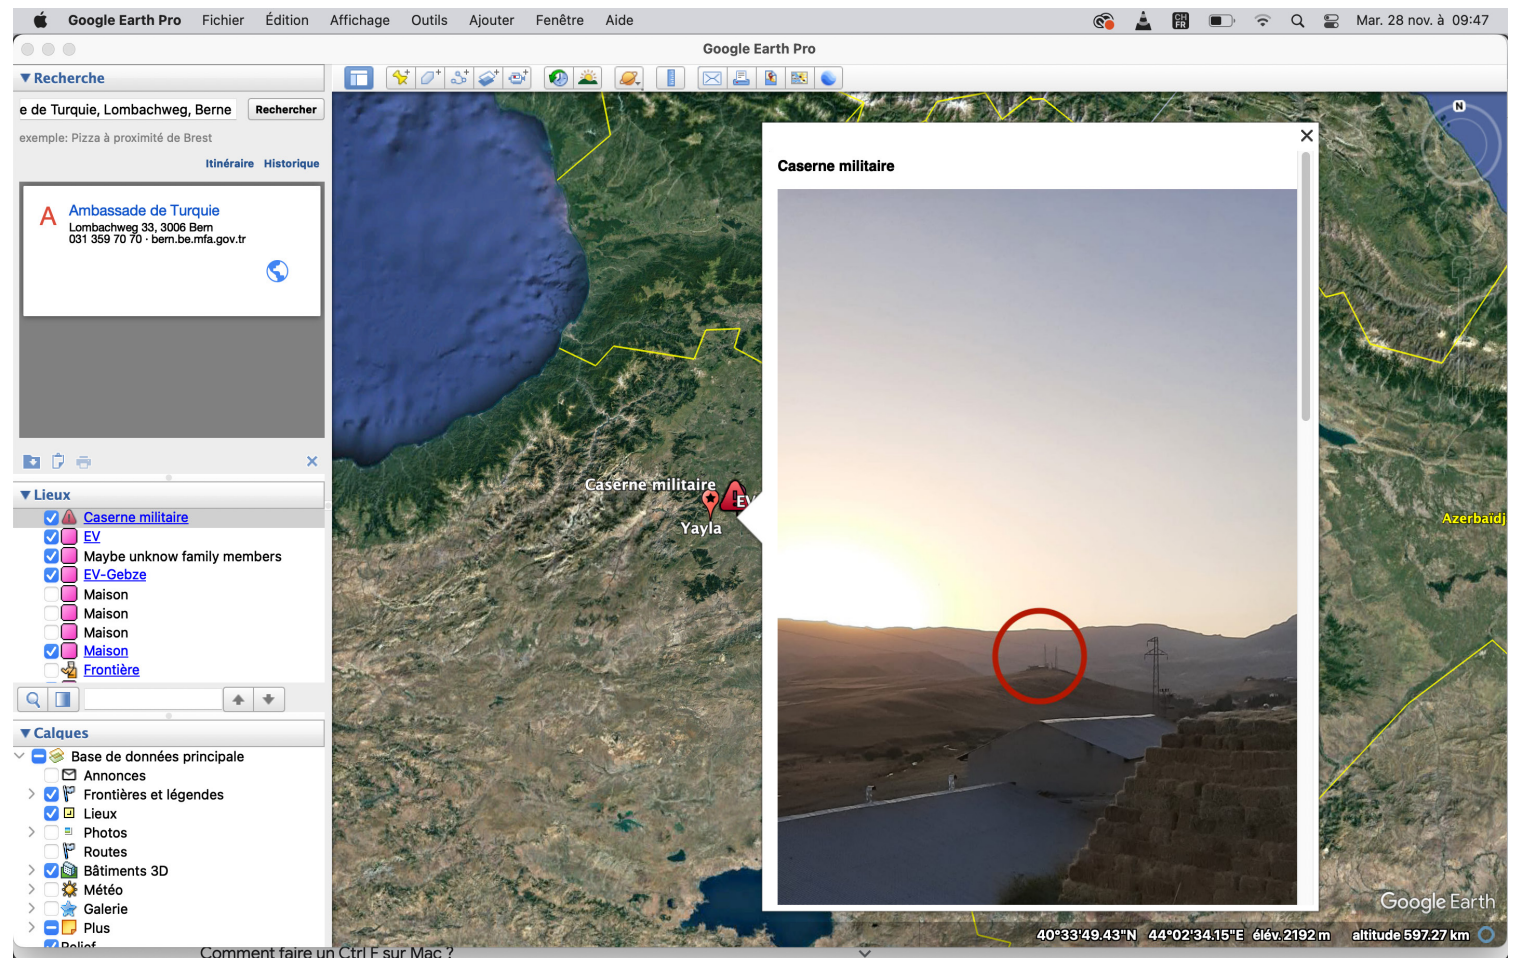 Google Earth Pro Fichier Édition Affichage Outils Ajouter Fenêtre Aide CH FR Mar. 28 nov. à 09:47
Google Earth Pro
Recherche
e de Turquie, Lombachweg, Berne Rechercher
exemple: Pizza à proximité de Brest
Itinéraire Historique
A Ambassade de Turquie
Lombachweg 33, 3006 Bern
031 359 70 70 · bern.be.mfa.gov.tr
Lieux
Caserne militaire
EV
Maybe unknow family members
EV-Gebze
Maison
Maison
Maison
Maison
Frontière
Calques
Base de données principale
Annonces
Frontières et légendes
Lieux
Photos
Routes
Bâtiments 3D
Météo
Galerie
Plus
Relief
N
Caserne militaire
Caserne militaire
EV
Yayla
Azerbaïdj
Google Earth
40°33'49.43"N 44°02'34.15"E élév. 2192 m altitude 597.27 km
Comment faire un Ctrl F sur Mac ?